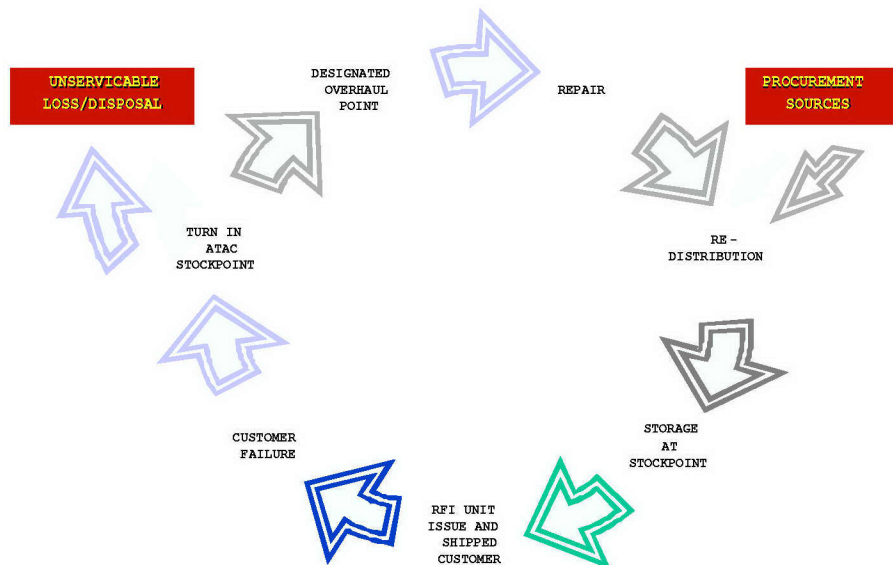 UNSERVICABLE
LOSS/DISPOSAL
DESIGNATED
OVERHAUL
POINT
REPAIR
PROCUREMENT
SOURCES
TURN IN
ATAC
STOCKPOINT
RE -
DISTRIBUTION
CUSTOMER
FAILURE
STORAGE
AT
STOCKPOINT
RFI UNIT
ISSUE AND
SHIPPED
CUSTOMER